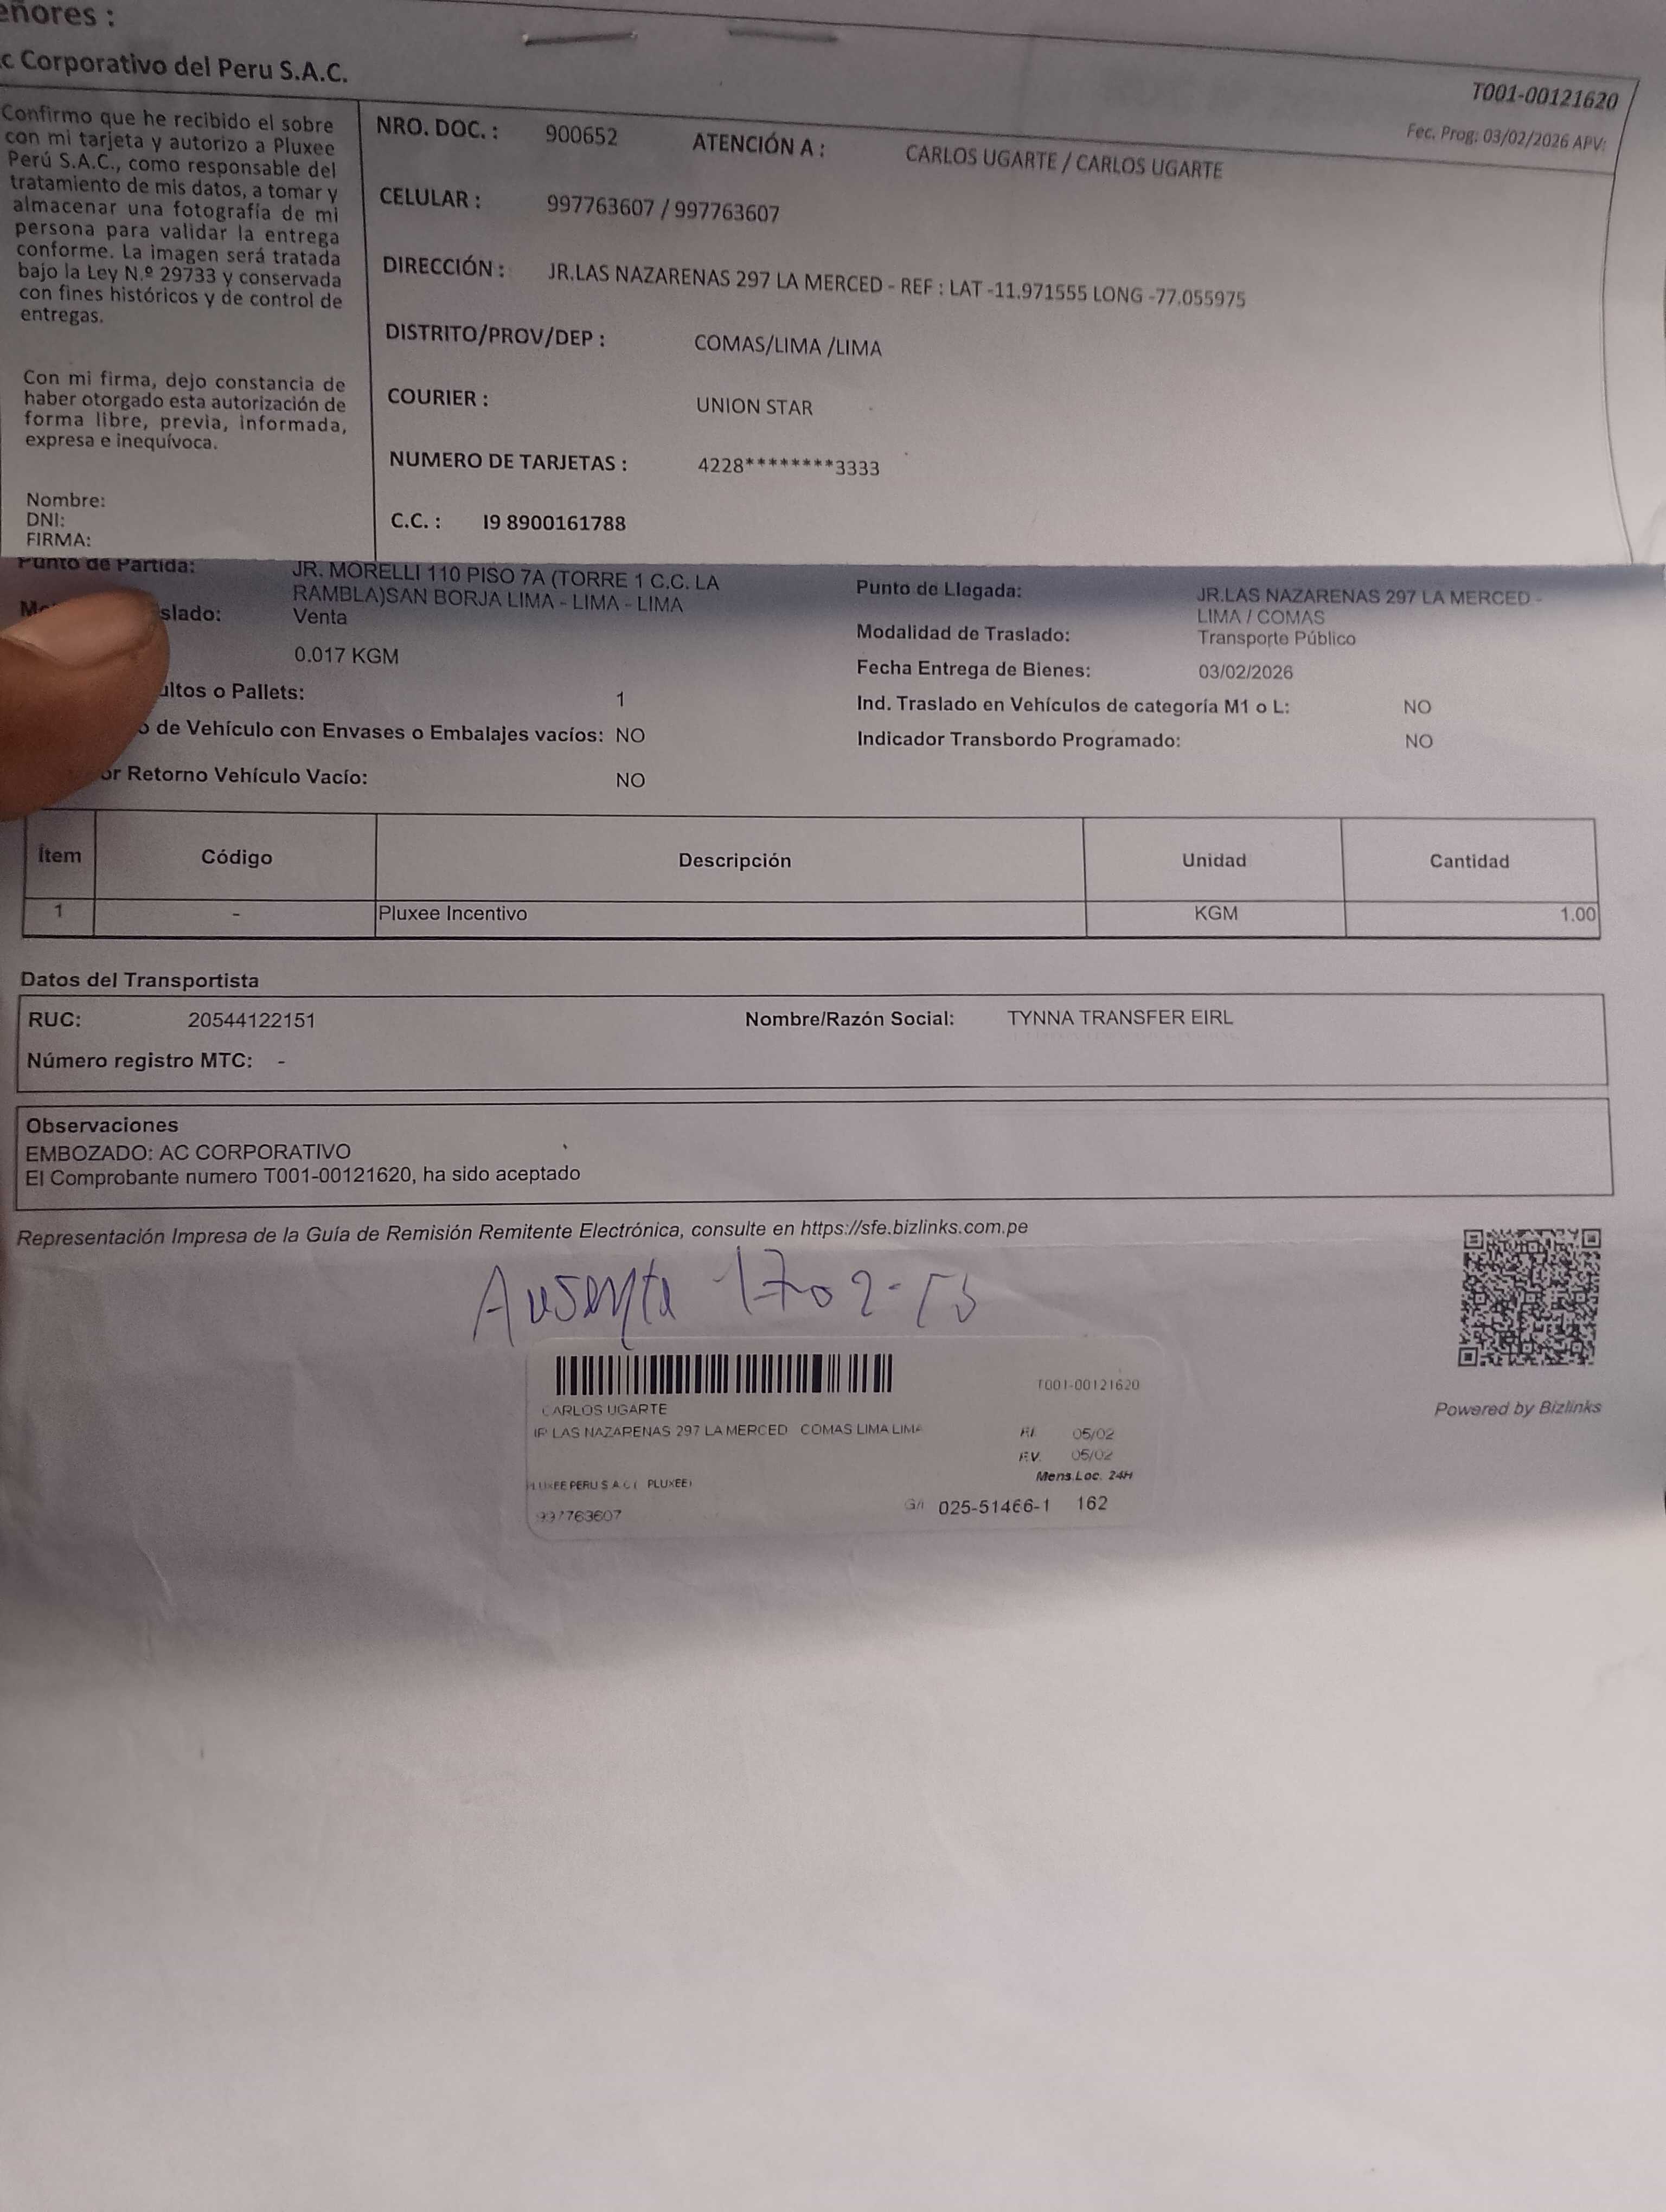 eñores :
c Corporativo del Peru S.A.C.
T001-00121620
Fec. Prog: 03/02/2026 APV:
Confirmo que he recibido el sobre
con mi tarjeta y autorizo a Pluxee
Perú S.A.C., como responsable del
tratamiento de mis datos, a tomar y
almacenar una fotografía de mi
persona para validar la entrega
conforme. La imagen será tratada
bajo la Ley N.º 29733 y conservada
con fines históricos y de control de
entregas.
Con mi firma, dejo constancia de
haber otorgado esta autorización de
forma libre, previa, informada,
expresa e inequívoca.
Nombre:
DNI:
FIRMA:
NRO. DOC. : 900652 ATENCIÓN A : CARLOS UGARTE / CARLOS UGARTE
CELULAR : 997763607 / 997763607
DIRECCIÓN : JR.LAS NAZARENAS 297 LA MERCED - REF : LAT -11.971555 LONG -77.055975
DISTRITO/PROV/DEP : COMAS/LIMA /LIMA
COURIER : UNION STAR
NUMERO DE TARJETAS : 4228********3333
C.C. : I9 8900161788
Punto de Partida: JR. MORELLI 110 PISO 7A (TORRE 1 C.C. LA
RAMBLA)SAN BORJA LIMA - LIMA - LIMA
slado: Venta
0.017 KGM
ultos o Pallets: 1
o de Vehículo con Envases o Embalajes vacíos: NO
or Retorno Vehículo Vacío: NO
Punto de Llegada: JR.LAS NAZARENAS 297 LA MERCED -
LIMA / COMAS
Modalidad de Traslado: Transporte Público
Fecha Entrega de Bienes: 03/02/2026
Ind. Traslado en Vehículos de categoría M1 o L: NO
Indicador Transbordo Programado: NO
Ítem Código Descripción Unidad Cantidad
1 - Pluxee Incentivo KGM 1.00
Datos del Transportista
RUC: 20544122151 Nombre/Razón Social: TYNNA TRANSFER EIRL
Número registro MTC: -
Observaciones
EMBOZADO: AC CORPORATIVO
El Comprobante numero T001-00121620, ha sido aceptado
Representación Impresa de la Guía de Remisión Remitente Electrónica, consulte en https://sfe.bizlinks.com.pe
Ausente
T001-00121620
CARLOS UGARTE
LAS NAZARENAS 297 LA MERCED COMAS LIMA LIMA
05/02
05/02
Mens.Loc. 24H
PERU S.A.C ( PLUXEE)
G/I 025-51466-1 162
997763607
Powered by Bizlinks